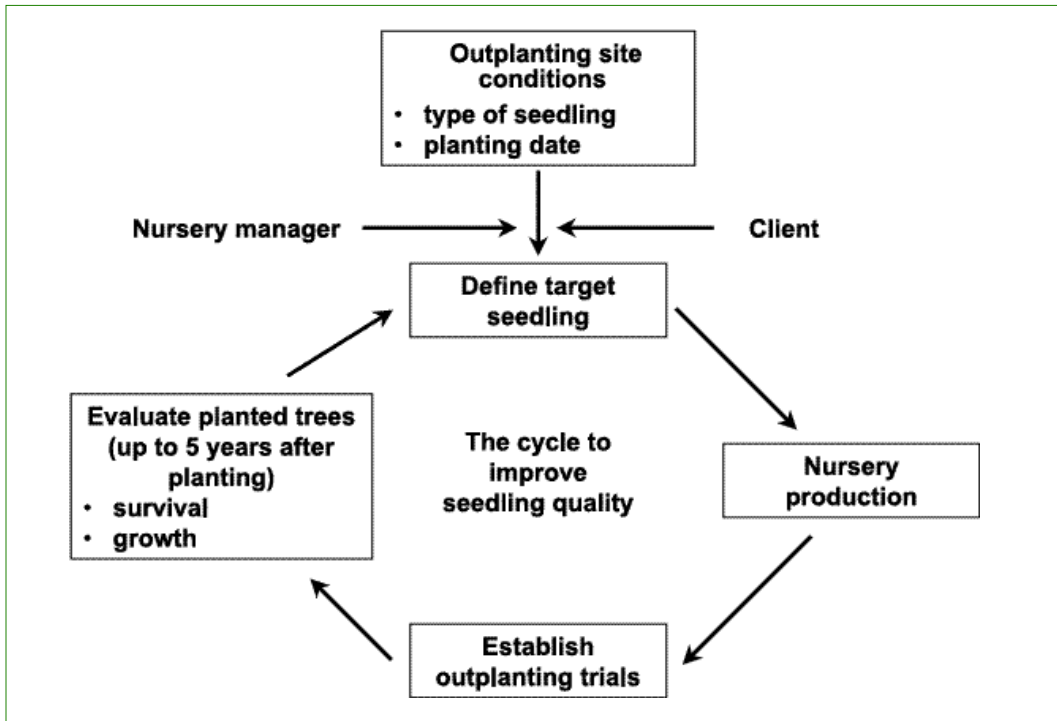 Outplanting site
conditions
• type of seedling
• planting date
Nursery manager
Client
Define target
seedling
Evaluate planted trees
(up to 5 years after
planting)
• survival
• growth
The cycle to
improve
seedling quality
Nursery
production
Establish
outplanting trials